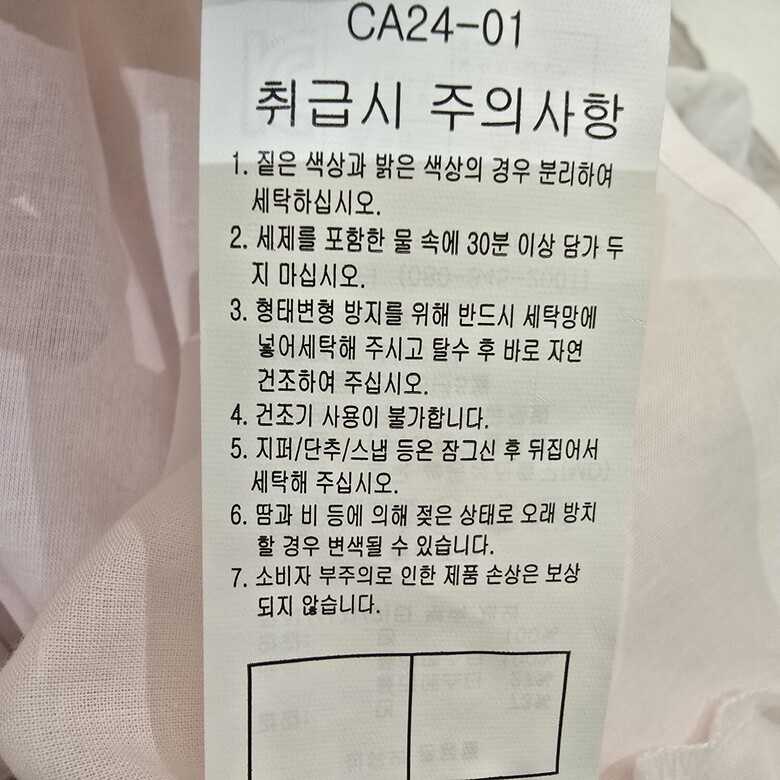 CA24-01
취급시 주의사항
1. 짙은 색상과 밝은 색상의 경우 분리하여
세탁하십시오.
2. 세제를 포함한 물 속에 30분 이상 담가 두
지 마십시오.
3. 형태변형 방지를 위해 반드시 세탁망에
넣어세탁해 주시고 탈수 후 바로 자연
건조하여 주십시오.
4. 건조기 사용이 불가합니다.
5. 지퍼/단추/스냅 등온 잠그신 후 뒤집어서
세탁해 주십시오.
6. 땀과 비 등에 의해 젖은 상태로 오래 방치
할 경우 변색될 수 있습니다.
7. 소비자 부주의로 인한 제품 손상은 보상
되지 않습니다.